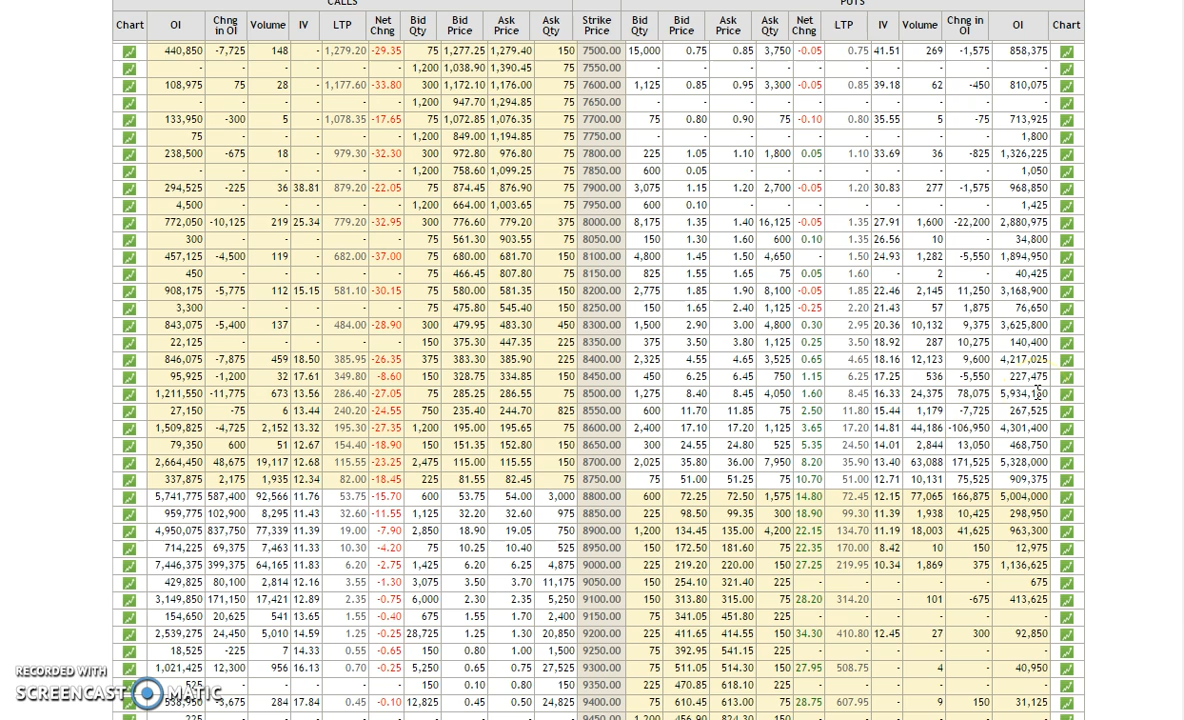 CALLS PUTS
Chart OI Chng in OI Volume IV LTP Net Chng Bid Qty Bid Price Ask Price Ask Qty Strike Price Bid Qty Bid Price Ask Price Ask Qty Net Chng LTP IV Volume Chng in OI OI Chart
440,850 -7,725 148 - 1,279.20 -29.35 75 1,277.25 1,279.40 150 7500.00 15,000 0.75 0.85 3,750 -0.05 0.75 41.51 269 -1,575 858,375
- - - - - - 1,200 1,038.90 1,390.45 75 7550.00 - - - - - - - - - -
108,975 75 28 - 1,177.60 -33.80 300 1,172.10 1,176.00 75 7600.00 1,125 0.85 0.95 3,300 -0.05 0.85 39.18 62 -450 810,075
- - - - - - 1,200 947.70 1,294.85 75 7650.00 - - - - - - - - - -
133,950 -300 5 - 1,078.35 -17.65 75 1,072.85 1,076.35 75 7700.00 75 0.80 0.90 75 -0.10 0.80 35.55 5 -75 713,925
75 - - - - - 1,200 849.00 1,194.85 75 7750.00 - - - - - - - - - 1,800
238,500 -675 18 - 979.30 -32.30 300 972.80 976.80 75 7800.00 225 1.05 1.10 1,800 0.05 1.10 33.69 36 -825 1,326,225
- - - - - - 1,200 758.60 1,099.25 75 7850.00 600 0.05 - - - - - - - 1,050
294,525 -225 36 38.81 879.20 -22.05 75 874.45 876.90 75 7900.00 3,075 1.15 1.20 2,700 -0.05 1.20 30.83 277 -1,575 968,850
4,500 - - - - - 1,200 664.00 1,003.65 75 7950.00 600 0.10 - - - - - - - 1,425
772,050 -10,125 219 25.34 779.20 -32.95 300 776.60 779.20 375 8000.00 8,175 1.35 1.40 16,125 -0.05 1.35 27.91 1,600 -22,200 2,880,975
300 - - - - - 75 561.30 903.55 75 8050.00 150 1.30 1.60 600 0.10 1.35 26.56 10 - 34,800
457,125 -4,500 119 - 682.00 -37.00 75 680.00 681.70 150 8100.00 4,800 1.45 1.50 4,650 - 1.50 24.93 1,282 -5,550 1,894,950
450 - - - - - 75 466.45 807.80 75 8150.00 825 1.55 1.65 75 0.05 1.60 - 2 - 40,425
908,175 -5,775 112 15.15 581.10 -30.15 75 580.00 581.35 150 8200.00 2,775 1.85 1.90 8,100 -0.05 1.85 22.46 2,145 11,250 3,168,900
3,300 - - - - - 75 475.80 545.40 150 8250.00 150 1.65 2.40 1,125 -0.25 2.20 21.43 57 1,875 76,650
843,075 -5,400 137 - 484.00 -28.90 300 479.95 483.30 450 8300.00 1,500 2.90 3.00 4,800 0.30 2.95 20.36 10,132 9,375 3,625,800
22,125 - - - - - 150 375.30 447.35 225 8350.00 375 3.50 3.80 1,125 0.25 3.50 18.92 287 10,275 140,400
846,075 -7,875 459 18.50 385.95 -26.35 375 383.30 385.90 225 8400.00 2,325 4.55 4.65 3,525 0.65 4.65 18.16 12,123 9,600 4,217,025
95,925 -1,200 32 17.61 349.80 -8.60 150 328.75 334.85 150 8450.00 450 6.25 6.45 750 1.15 6.25 17.25 536 -5,550 227,475
1,211,550 -11,775 673 13.56 286.40 -27.05 75 285.25 286.55 75 8500.00 1,275 8.40 8.45 4,050 1.60 8.45 16.33 24,375 78,075
27,150 -75 6 13.44 240.20 -24.55 750 235.40 244.70 825 8550.00 600 11.70 11.85 75 2.50 11.80 15.44 1,179 -7,725 267,525
1,509,825 -4,725 2,152 13.32 195.30 -27.35 1,200 195.00 195.65 75 8600.00 2,400 17.10 17.20 1,125 3.65 17.20 14.81 44,186 -106,950 4,301,400
79,350 600 51 12.67 154.40 -18.90 150 151.35 152.80 150 8650.00 300 24.55 24.80 525 5.35 24.50 14.01 2,844 13,050 468,750
2,664,450 48,675 19,117 12.68 115.55 -23.25 2,475 115.00 115.55 150 8700.00 2,025 35.80 36.00 7,950 8.20 35.90 13.40 63,088 171,525 5,328,000
337,875 2,175 1,935 12.34 82.00 -18.45 225 81.55 82.45 75 8750.00 75 51.00 51.25 75 10.70 51.00 12.71 10,131 75,525 909,375
5,741,775 587,400 92,566 11.76 53.75 -15.70 600 53.75 54.00 3,000 8800.00 600 72.25 72.50 1,575 14.80 72.45 12.15 77,065 166,875 5,004,000
959,775 102,900 8,295 11.43 32.60 -11.55 1,125 32.20 32.60 975 8850.00 150 98.50 99.35 300 18.90 99.30 11.39 1,938 10,425 298,950
4,950,075 837,750 77,339 11.39 19.00 -7.90 2,850 18.90 19.05 750 8900.00 1,200 134.45 135.00 4,200 22.15 134.70 11.19 18,003 41,625 963,300
714,225 69,375 7,463 11.33 10.30 -4.20 75 10.25 10.40 525 8950.00 150 172.50 181.60 75 22.35 170.00 8.42 10 150 12,975
7,446,375 399,375 64,165 11.83 6.20 -2.75 1,425 6.20 6.25 4,875 9000.00 225 219.20 220.00 150 27.25 219.95 10.34 1,869 375 1,136,625
429,825 80,100 2,814 12.16 3.55 -1.30 3,075 3.50 3.70 11,175 9050.00 150 254.10 321.40 225 - - - - - 675
3,149,850 171,150 17,421 12.89 2.35 -0.75 6,000 2.30 2.35 5,250 9100.00 150 313.80 315.00 75 28.20 314.20 - 101 -675 413,625
154,650 20,625 541 13.65 1.55 -0.40 675 1.55 1.70 2,400 9150.00 75 341.05 451.80 225 - - - - - -
2,539,275 24,450 5,010 14.59 1.25 -0.25 28,725 1.25 1.30 20,850 9200.00 225 411.65 414.55 150 34.30 410.80 12.45 27 300 92,850
18,525 -225 7 14.33 0.55 -0.65 150 0.80 1.00 1,500 9250.00 75 392.95 541.15 225 - - - - - -
1,021,425 12,300 956 16.13 0.70 -0.25 5,250 0.65 0.75 27,525 9300.00 75 511.05 514.30 150 27.95 508.75 - 4 - 40,950
525 - - - - - 150 0.10 0.80 150 9350.00 225 470.85 618.10 225 - - - - - -
538,950 -3,675 284 17.84 0.45 -0.10 12,825 0.45 0.50 24,825 9400.00 75 610.45 613.00 75 28.75 607.95 - 9 150 31,125
RECORDED WITH
SCREENCAST MATIC